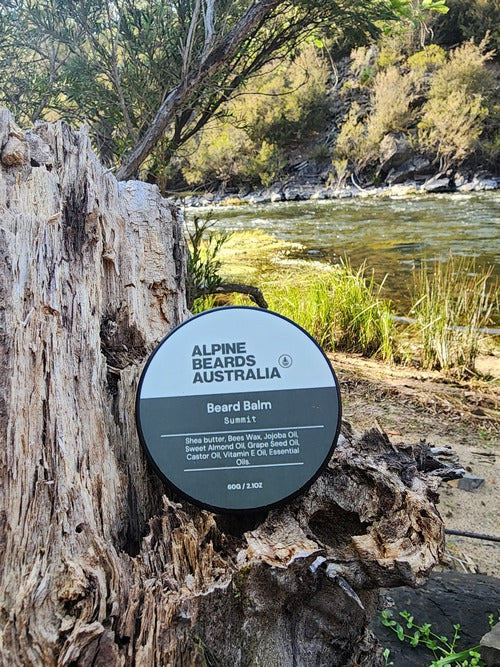 ALPINE
BEARDS
AUSTRALIA
Beard Balm
Summit
Shea butter, Bees Wax, Jojoba Oil,
Sweet Almond Oil, Grape Seed Oil,
Castor Oil, Vitamin E Oil, Essential
Oils.
60G / 2.1OZ